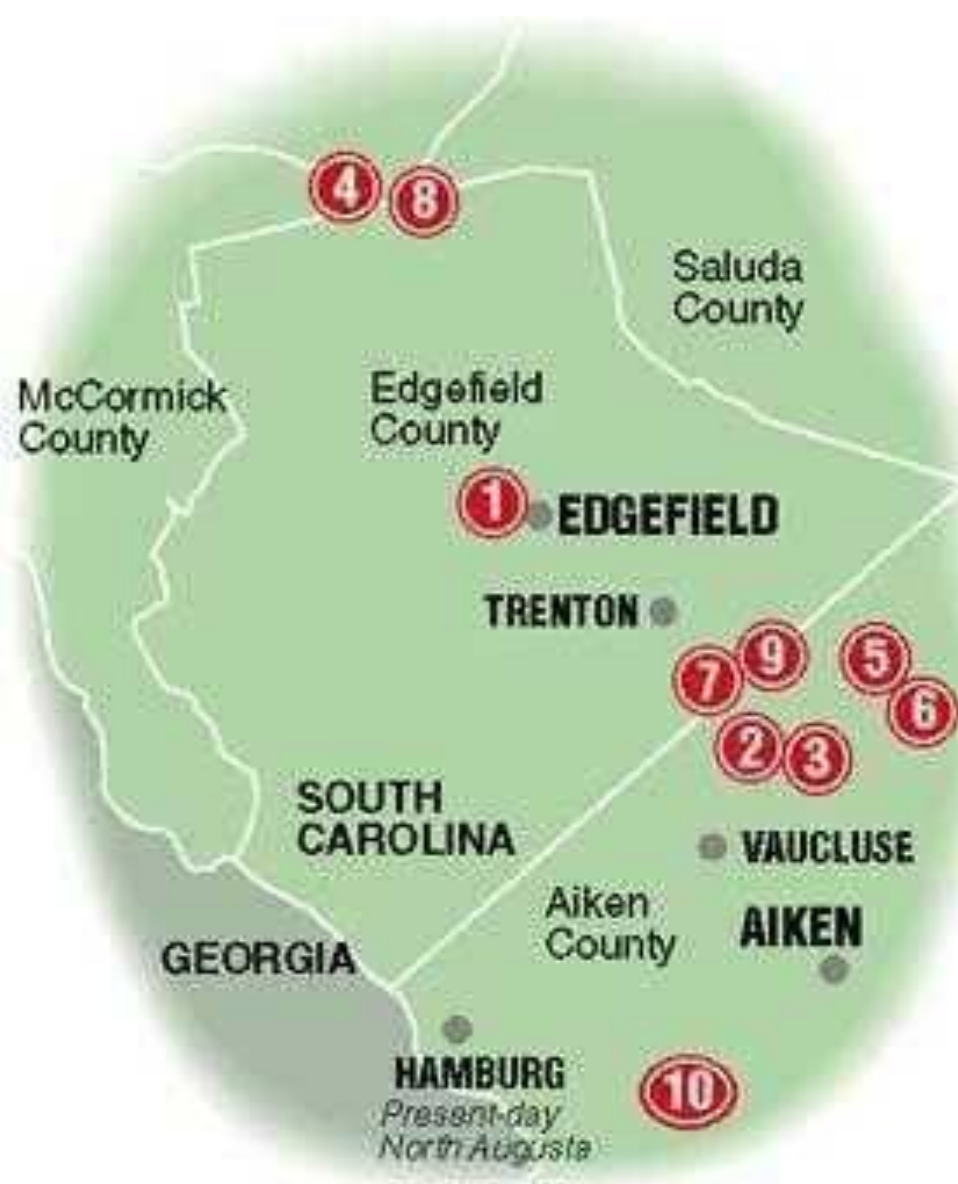 4
8
Saluda
County
McCormick
County
Edgefield
County
1
EDGEFIELD
TRENTON
9
5
7
6
2
3
SOUTH
CAROLINA
VAUCLUSE
Aiken
County
AIKEN
GEORGIA
HAMBURG
Present-day
North Augusta
10